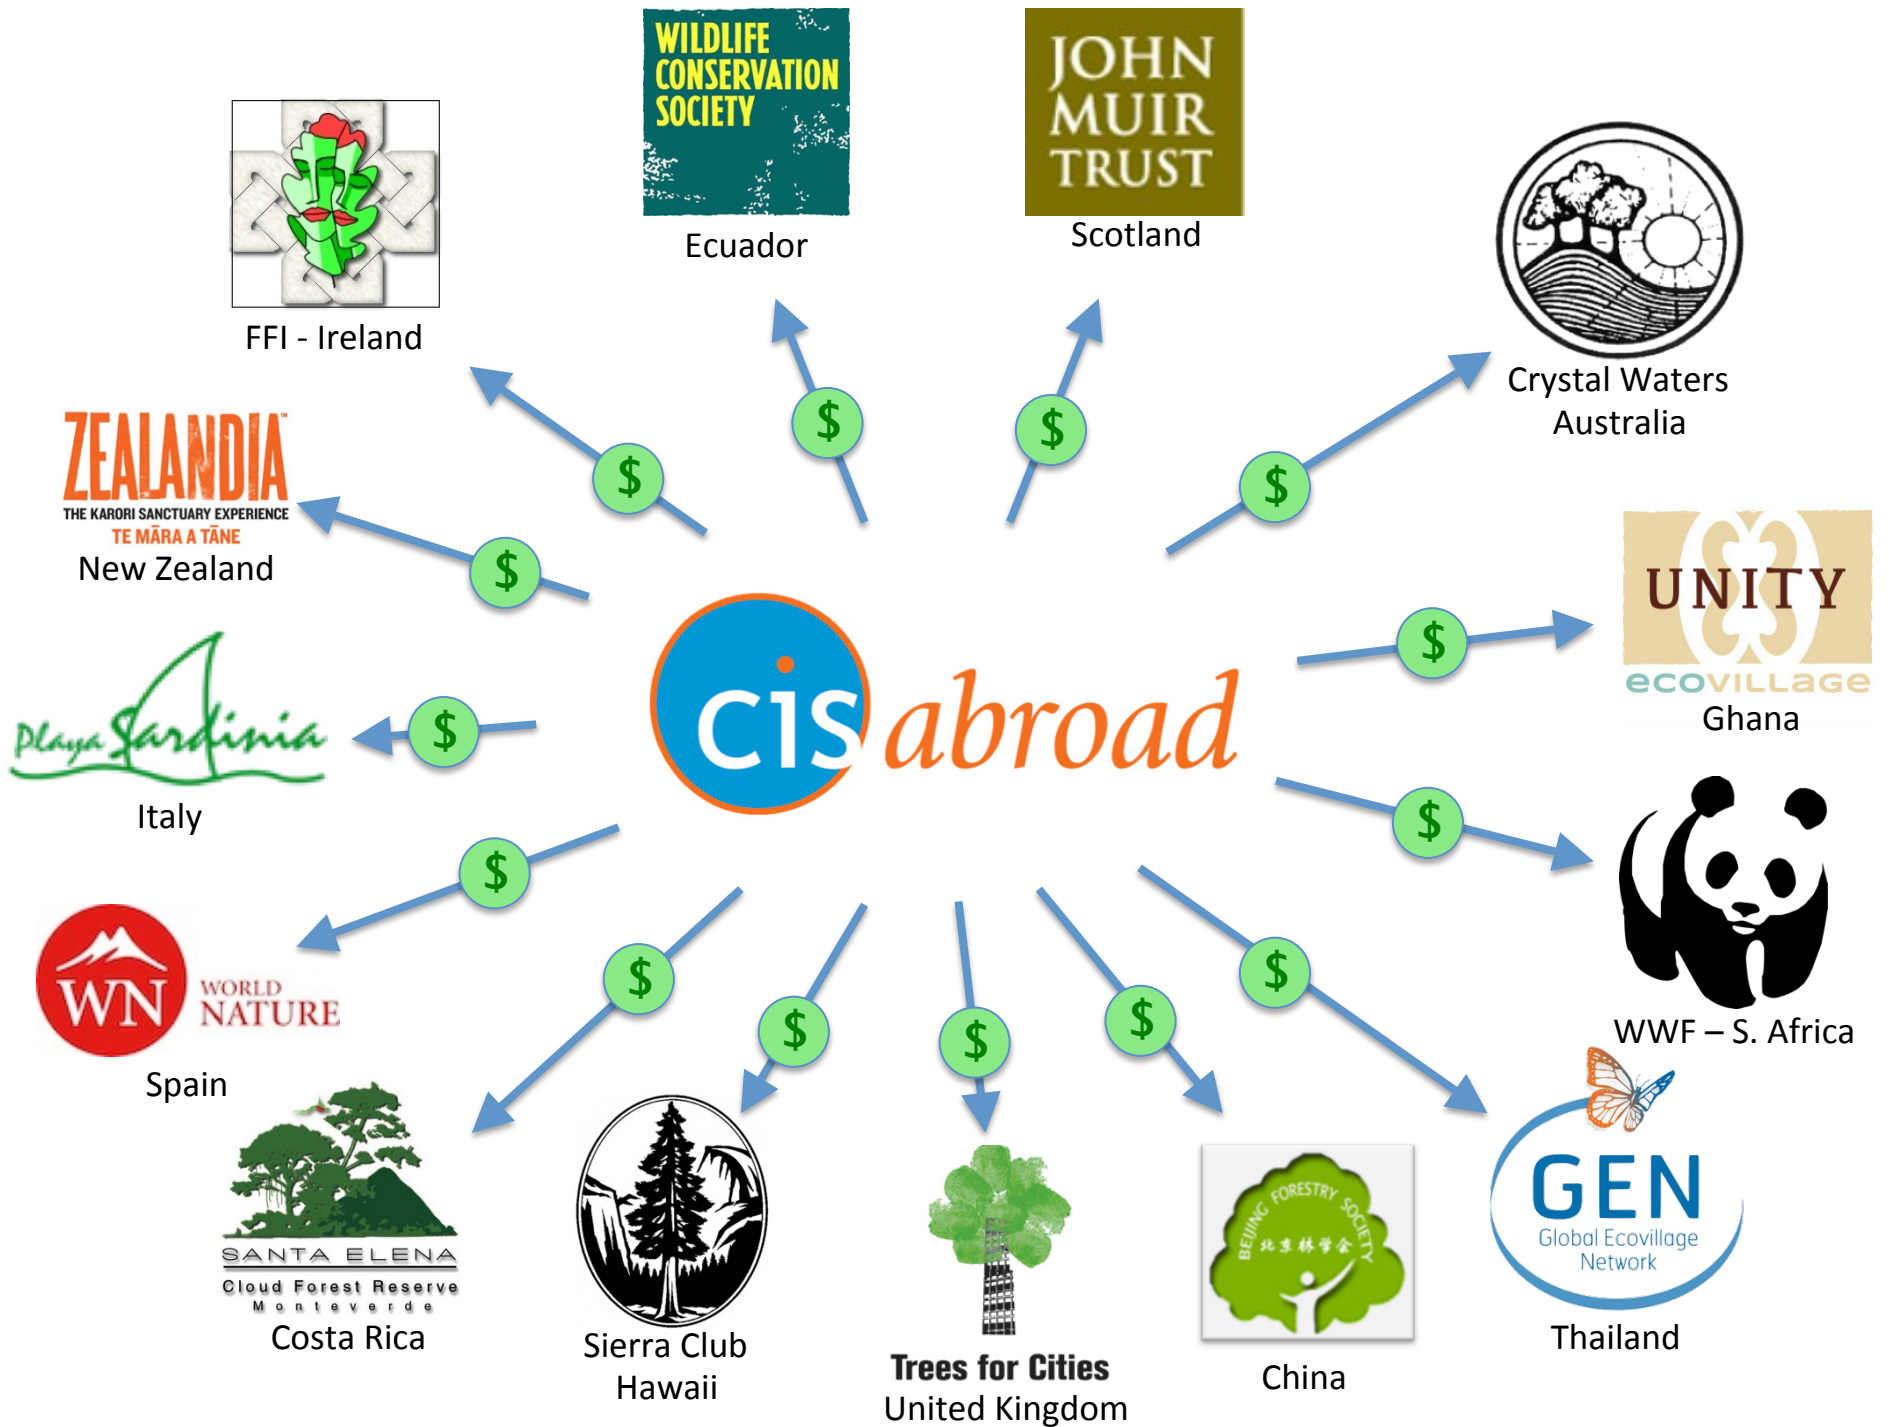 WILDLIFE
CONSERVATION
SOCIETY
Ecuador
JOHN
MUIR
TRUST
Scotland
FFI - Ireland
Crystal Waters
Australia
ZEALANDIA™
THE KARORI SANCTUARY EXPERIENCE
TE MĀRA A TĀNE
New Zealand
UNITY
ecoVILLAGE
Ghana
Playa Sardinia
Italy
cis abroad
WN
WORLD
NATURE
Spain
WWF – S. Africa
SANTA ELENA
Cloud Forest Reserve
Monteverde
Costa Rica
Sierra Club
Hawaii
Trees for Cities
United Kingdom
BEIJING FORESTRY SOCIETY
北京林学会
China
GEN
Global Ecovillage
Network
Thailand
$
$
$
$
$
$
$
$
$
$
$
$
$
$